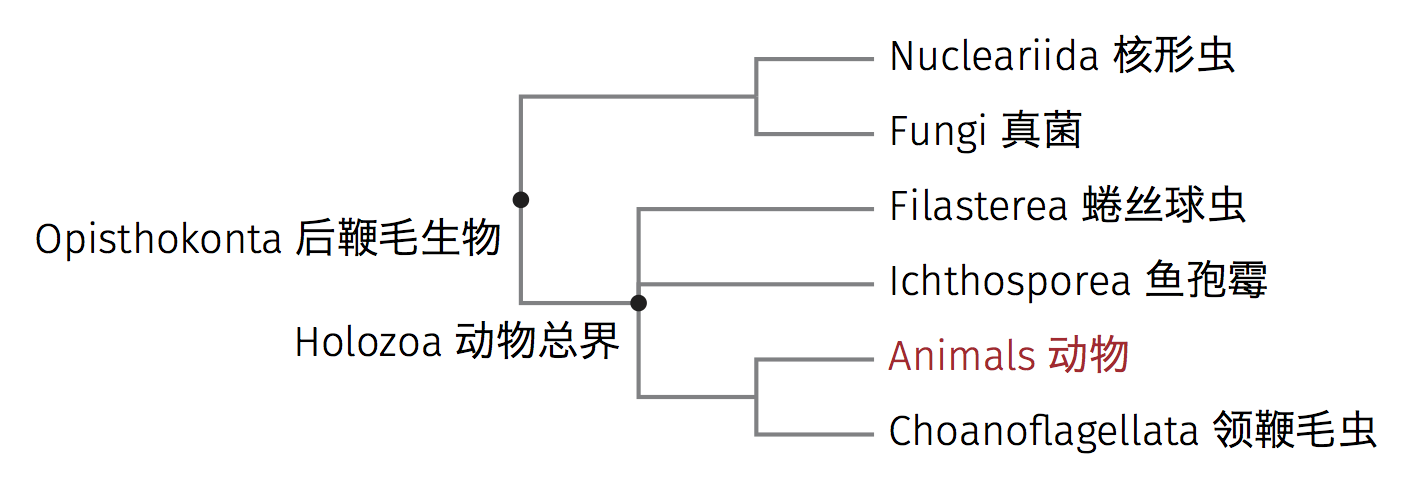 Nucleariida 核形虫
Fungi 真菌
Filasterea 蜷丝球虫
Opisthokonta 后鞭毛生物
Ichthosporea 鱼孢霉
Holozoa 动物总界
Animals 动物
Choanoflagellata 领鞭毛虫